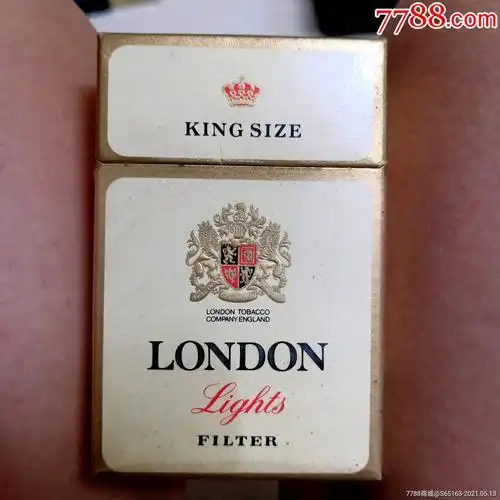 7788.com
KING SIZE
LONDON TOBACCO
COMPANY.ENGLAND
LONDON
Lights
FILTER
7788商城@S65163-2021.05.13